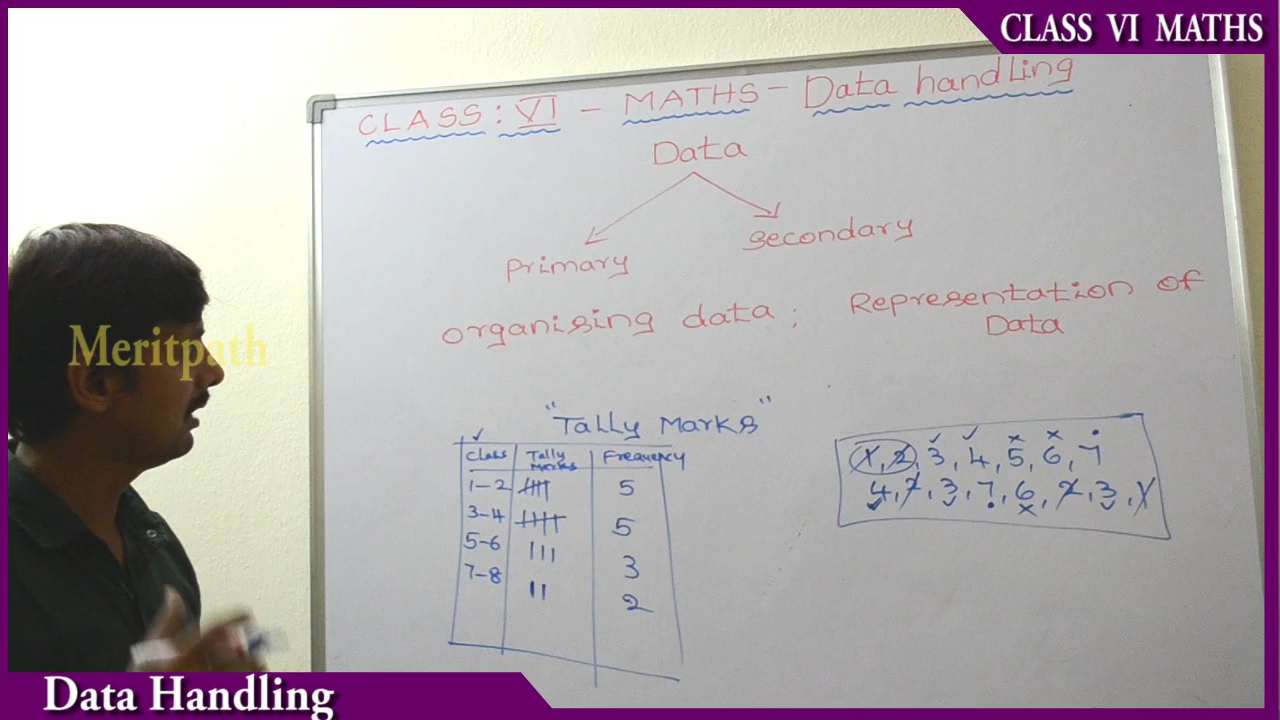 CLASS VI MATHS
CLASS: VI - MATHS - Data handling
Data
Primary
secondary
organising data ; Representation of
Data
Meritpath
"Tally Marks"
Class Tally Marks Frequency
1-2 5
3-4 5
5-6 ||| 3
7-8 || 2
1, 2, 3, 4, 5, 6, 7
4, 2, 3, 7, 6, 2, 3, 1
Data Handling